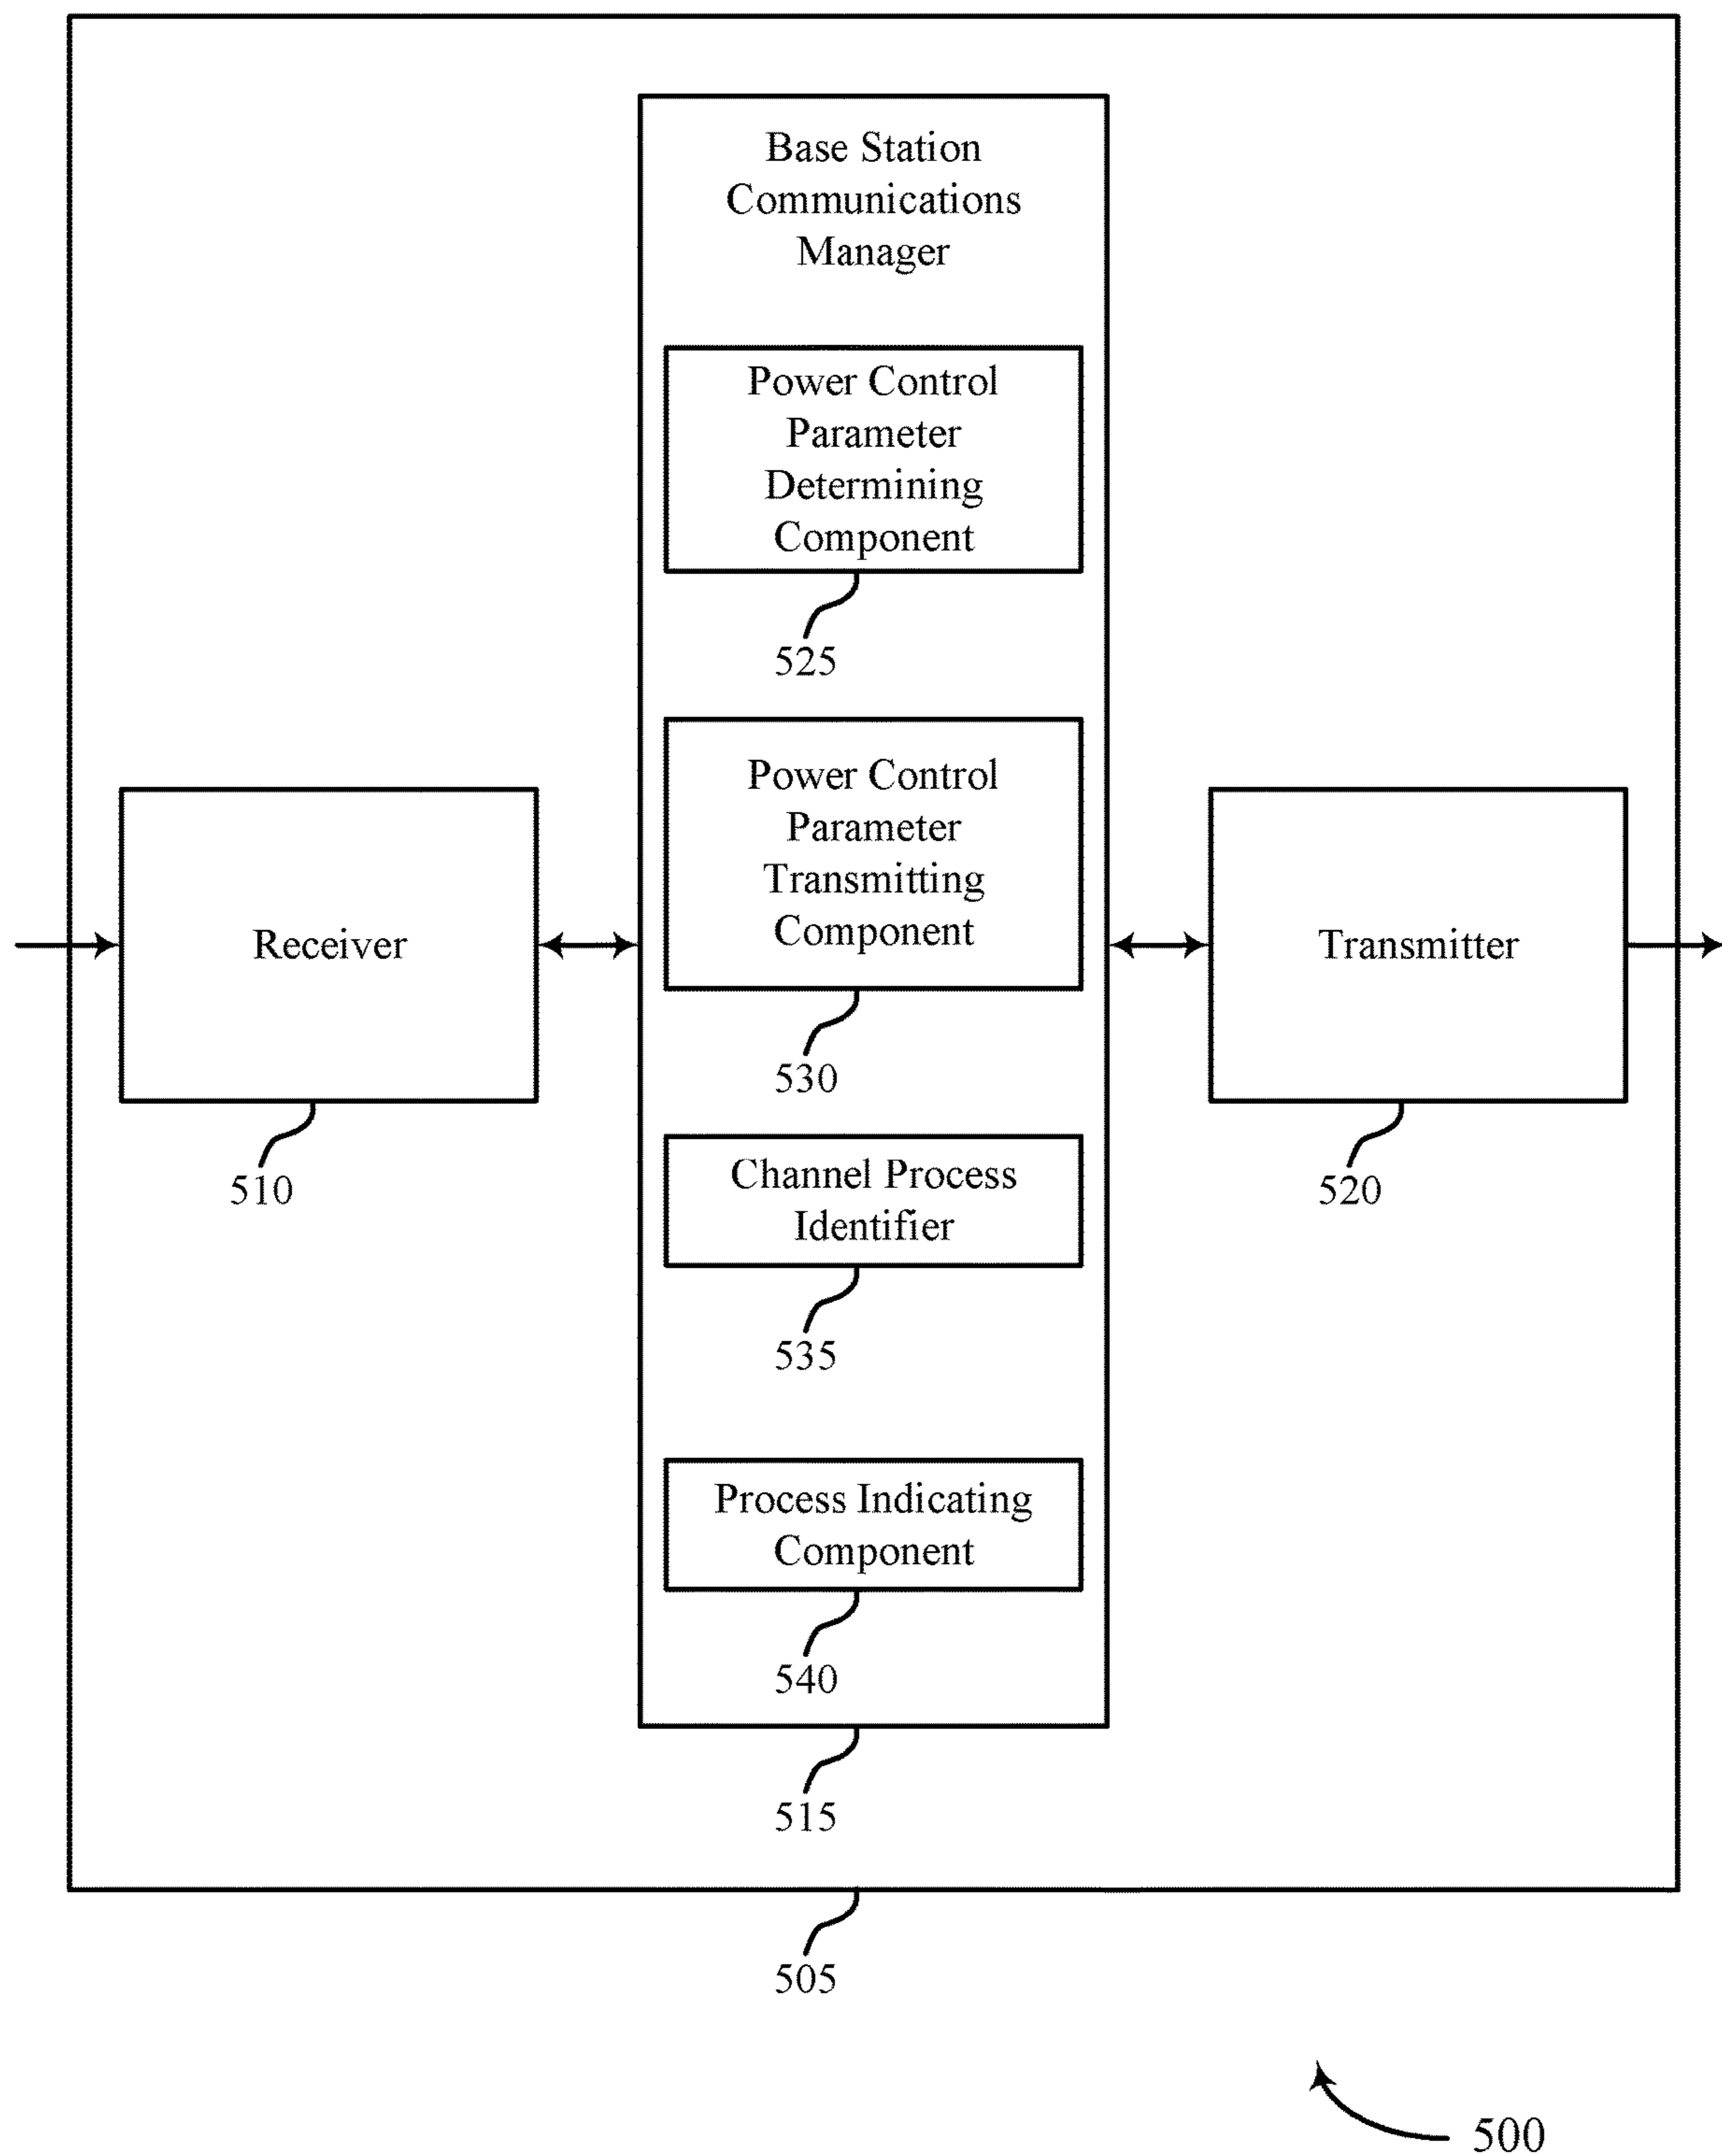 Base Station
Communications
Manager
Power Control
Parameter
Determining
Component
525
Power Control
Parameter
Transmitting
Component
530
Receiver
510
Transmitter
520
Channel Process
Identifier
535
Process Indicating
Component
540
515
505
500